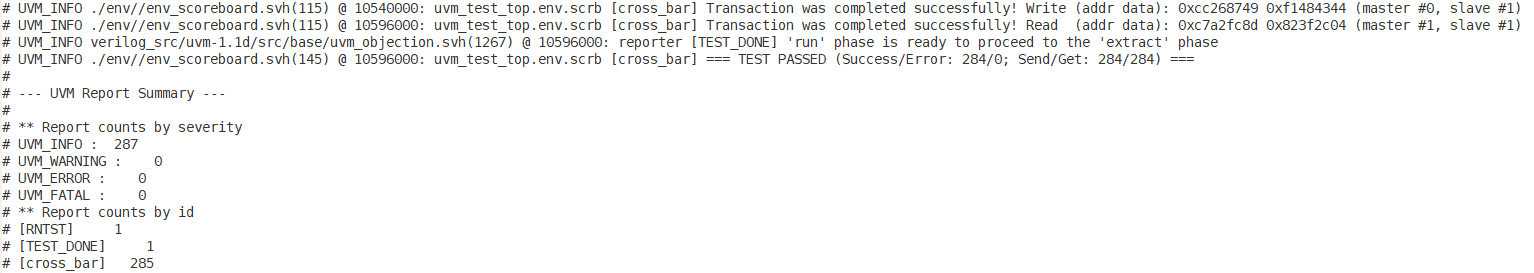 # UVM_INFO ./env//env_scoreboard.svh(115) @ 10540000: uvm_test_top.env.scrb [cross_bar] Transaction was completed successfully! Write (addr data): 0xcc268749 0xf1484344 (master #0, slave #1)
# UVM_INFO ./env//env_scoreboard.svh(115) @ 10596000: uvm_test_top.env.scrb [cross_bar] Transaction was completed successfully! Read  (addr data): 0xc7a2fc8d 0x823f2c04 (master #1, slave #1)
# UVM_INFO verilog_src/uvm-1.1d/src/base/uvm_objection.svh(1267) @ 10596000: reporter [TEST_DONE] 'run' phase is ready to proceed to the 'extract' phase
# UVM_INFO ./env//env_scoreboard.svh(145) @ 10596000: uvm_test_top.env.scrb [cross_bar] === TEST PASSED (Success/Error: 284/0; Send/Get: 284/284) ===
#
# --- UVM Report Summary ---
#
# ** Report counts by severity
# UVM_INFO :  287
# UVM_WARNING :    0
# UVM_ERROR :    0
# UVM_FATAL :    0
# ** Report counts by id
# [RNTST]     1
# [TEST_DONE]     1
# [cross_bar]   285